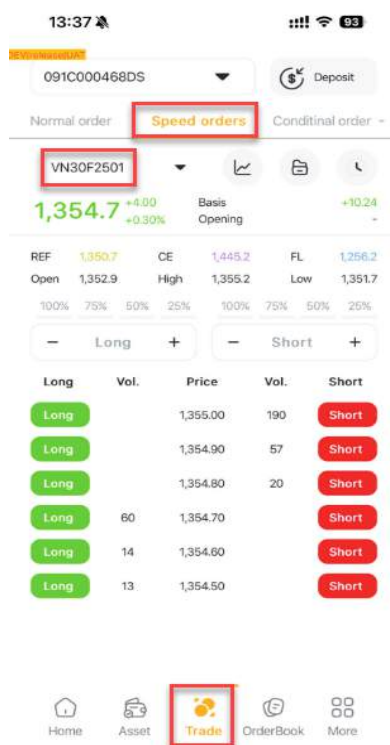 13:37 93
DEV|release|UAT
091C000468DS Deposit
Normal order Speed orders Conditinal order
VN30F2501
1,354.7 +4.00 +0.30% Basis +10.24
Opening -
REF 1,350.7 CE 1,445.2 FL 1,256.2
Open 1,352.9 High 1,355.2 Low 1,351.7
100% 75% 50% 25% 100% 75% 50% 25%
− Long + − Short +
Long Vol. Price Vol. Short
Long 1,355.00 190 Short
Long 1,354.90 57 Short
Long 1,354.80 20 Short
Long 60 1,354.70 Short
Long 14 1,354.60 Short
Long 13 1,354.50 Short
Home Asset Trade OrderBook More